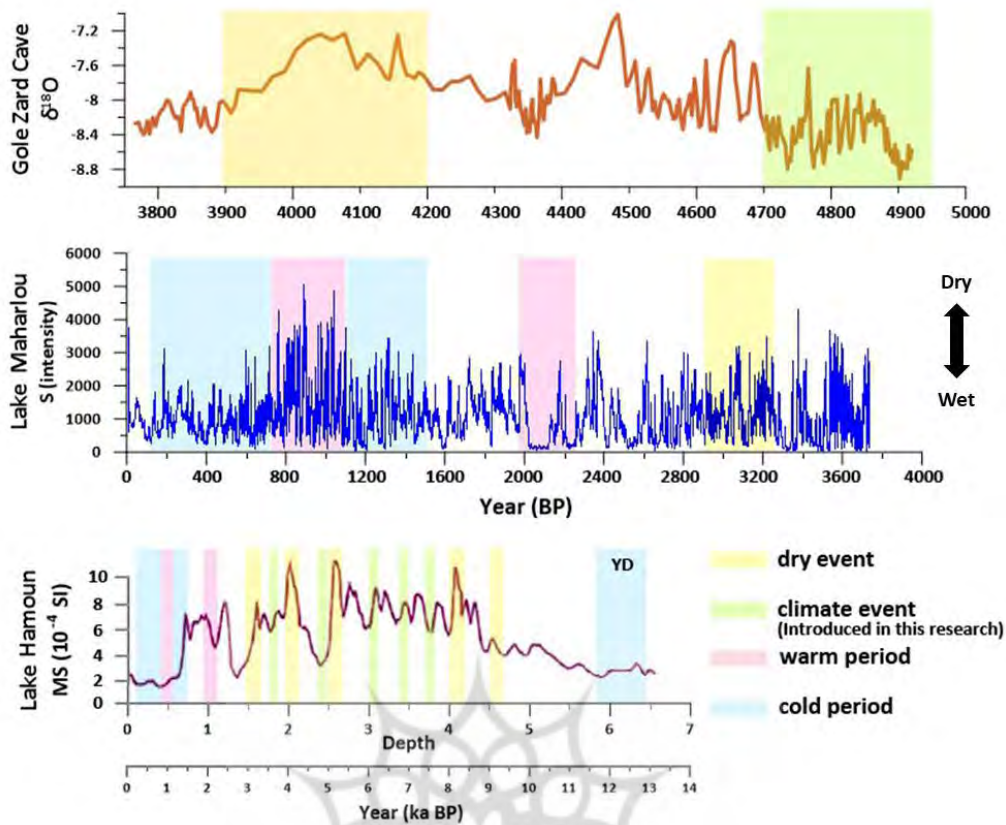 Gole Zard Cave
δ¹⁸O
-7.2
-7.6
-8
-8.4
-8.8
3800 3900 4000 4100 4200 4300 4400 4500 4600 4700 4800 4900 5000
Lake Maharlou
S (intensity)
6000
5000
4000
3000
2000
1000
0
0 400 800 1200 1600 2000 2400 2800 3200 3600 4000
Year (BP)
Dry
Wet
Lake Hamoun
MS (10⁻⁴ SI)
10
8
6
4
2
0
YD
0 1 2 3 4 5 6 7
Depth
0 1 2 3 4 5 6 7 8 9 10 11 12 13 14
Year (ka BP)
dry event
climate event
(Introduced in this research)
warm period
cold period